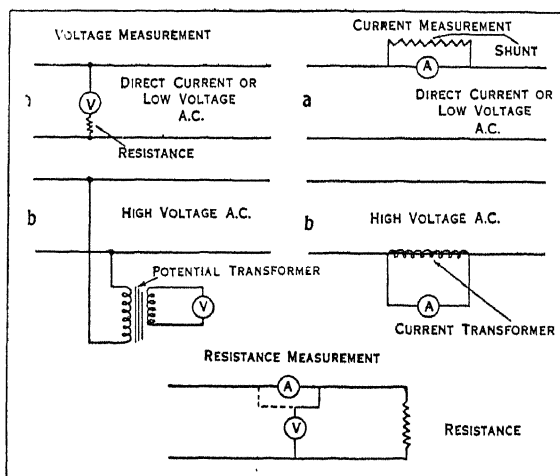 VOLTAGE MEASUREMENT
V
DIRECT CURRENT OR
LOW VOLTAGE
A.C.
RESISTANCE
b
HIGH VOLTAGE A.C.
POTENTIAL TRANSFORMER
V
CURRENT MEASUREMENT
SHUNT
A
a
DIRECT CURRENT OR
LOW VOLTAGE
A.C.
b
HIGH VOLTAGE A.C.
A
CURRENT TRANSFORMER
RESISTANCE MEASUREMENT
A
V
RESISTANCE